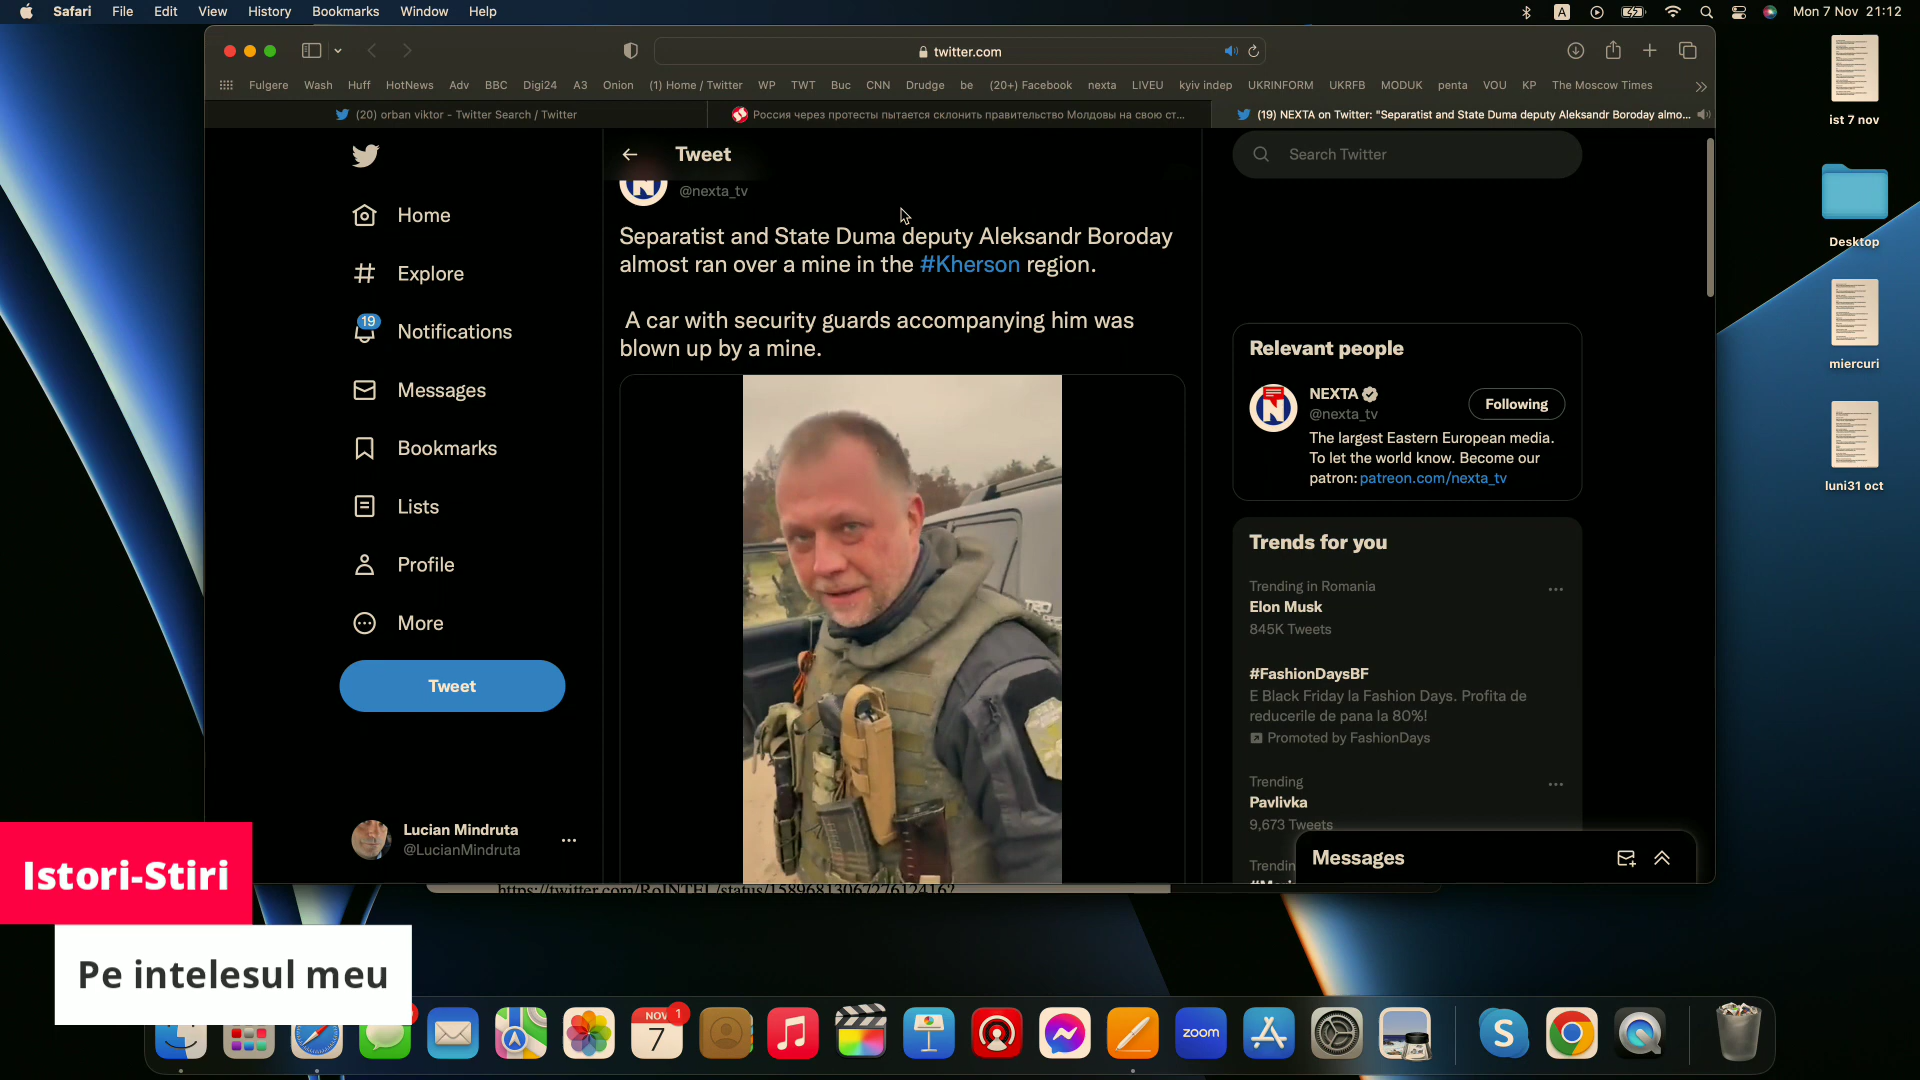 Safari File Edit View History Bookmarks Window Help
A
Mon 7 Nov 21:12
twitter.com
Fulgere Wash Huff HotNews Adv BBC Digi24 A3 Onion (1) Home / Twitter WP TWT Buc CNN Drudge be (20+) Facebook nexta LIVEU kyiv indep UKRINFORM UKRFB MODUK penta VOU KP The Moscow Times
(20) orban viktor - Twitter Search / Twitter
Россия через протесты пытается склонить правительство Молдовы на свою ст...
(19) NEXTA on Twitter: "Separatist and State Duma deputy Aleksandr Boroday almo...
Home
Explore
19
Notifications
Messages
Bookmarks
Lists
Profile
More
Tweet
Lucian Mindruta
@LucianMindruta
Tweet
@nexta_tv
Separatist and State Duma deputy Aleksandr Boroday
almost ran over a mine in the #Kherson region.
A car with security guards accompanying him was
blown up by a mine.
Search Twitter
Relevant people
NEXTA
@nexta_tv
Following
The largest Eastern European media.
To let the world know. Become our
patron: patreon.com/nexta_tv
Trends for you
Trending in Romania
Elon Musk
845K Tweets
#FashionDaysBF
E Black Friday la Fashion Days. Profita de
reducerile de pana la 80%!
Promoted by FashionDays
Trending
Pavlivka
9,673 Tweets
Messages
ist 7 nov
Desktop
miercuri
luni31 oct
https://twitter.com/RoINTEL/status/1589681306727612416?
Istori-Stiri
Pe intelesul meu
NOV
7
1
zoom